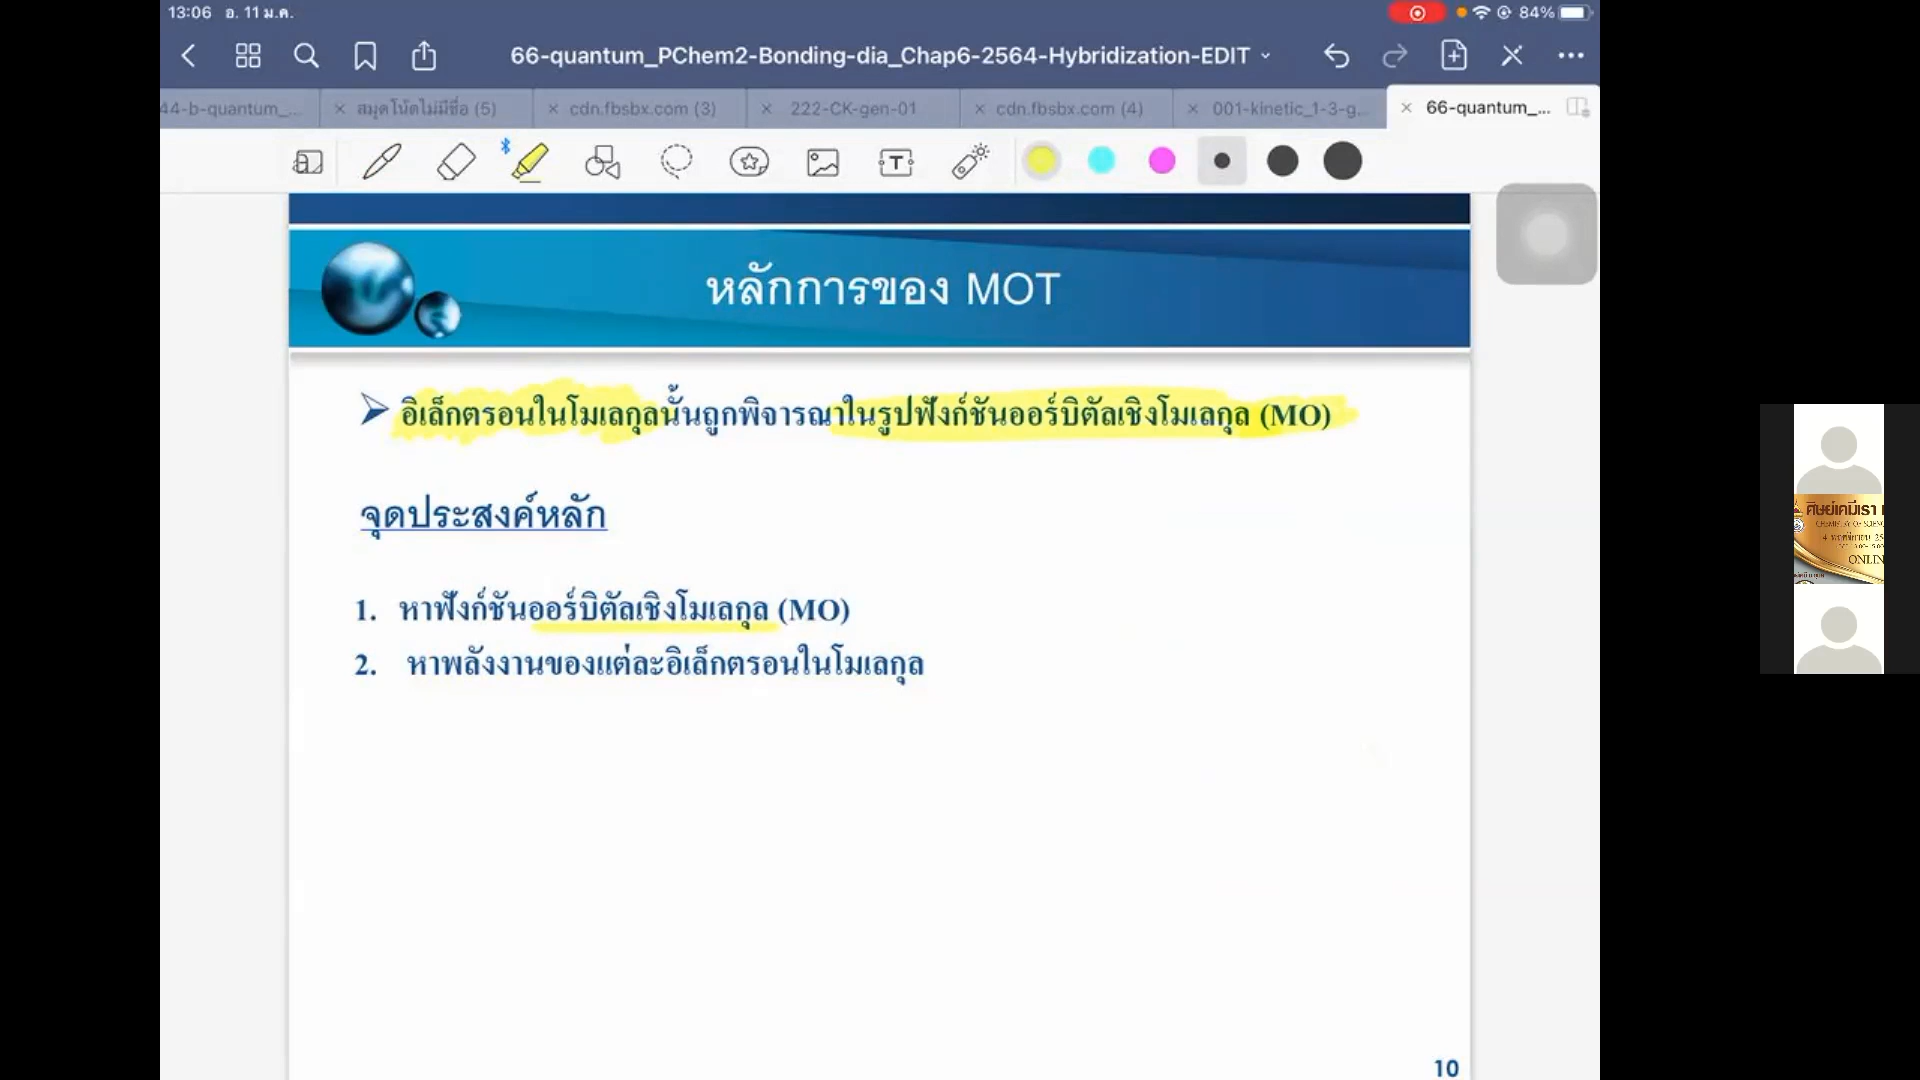 13:06 อ. 11 ม.ค.
84%
66-quantum_PChem2-Bonding-dia_Chap6-2564-Hybridization-EDIT
44-b-quantum_...
สมุดโน้ตไม่มีชื่อ (5)
cdn.fbsbx.com (3)
222-CK-gen-01
cdn.fbsbx.com (4)
001-kinetic_1-3-g...
66-quantum_...
หลักการของ MOT
อิเล็กตรอนในโมเลกุลนั้นถูกพิจารณาในรูปฟังก์ชันออร์บิตัลเชิงโมเลกุล (MO)
จุดประสงค์หลัก
1. หาฟังก์ชันออร์บิตัลเชิงโมเลกุล (MO)
2. หาพลังงานของแต่ละอิเล็กตรอนในโมเลกุล
10
ศิษย์เคมีเรา
ONLIN